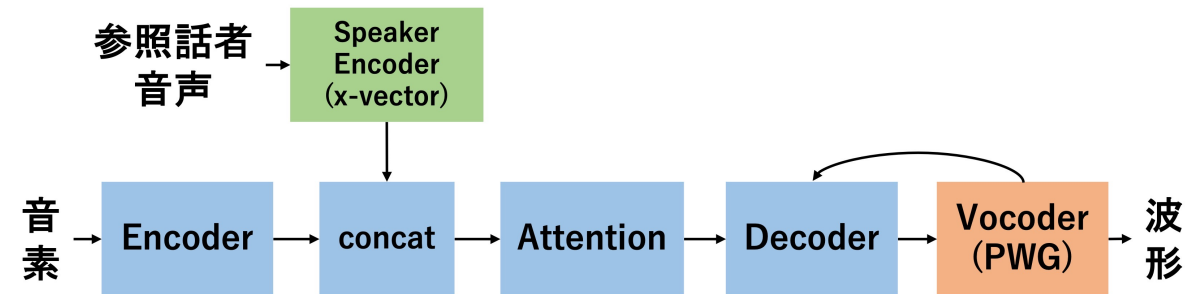 参照話者
音声
Speaker
Encoder
(x-vector)
音
素
Encoder
concat
Attention
Decoder
Vocoder
(PWG)
波
形